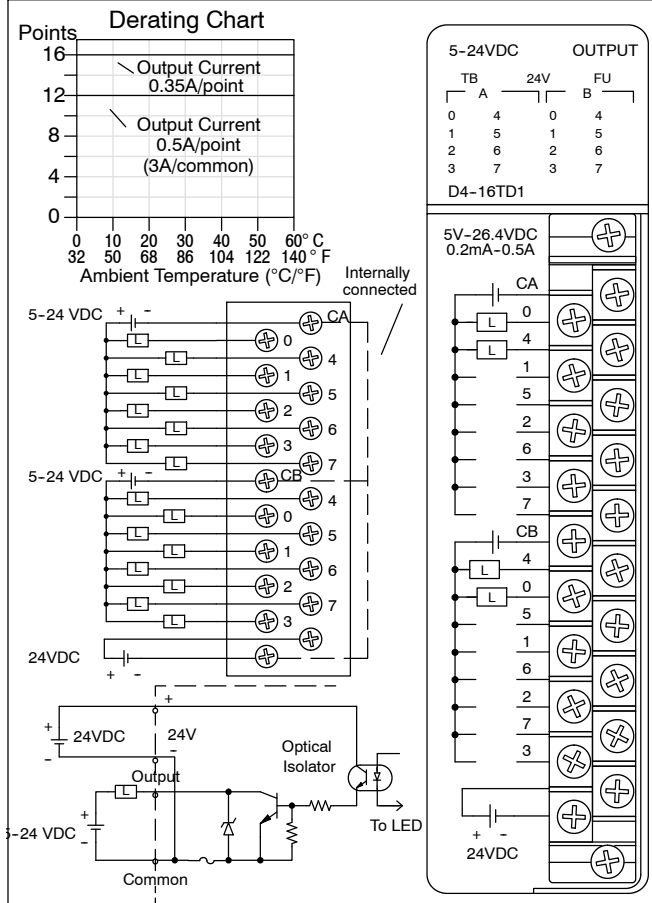 Derating Chart
Points
16
12
8
4
0
Output Current
0.35A/point
Output Current
0.5A/point
(3A/common)
0 10 20 30 40 50 60°C
32 50 68 86 104 122 140°F
Ambient Temperature (°C/°F)
Internally
connected
5-24 VDC
+ -
CA
L
0
L
4
L
1
L
5
L
2
L
6
L
3
L
7
5-24 VDC
+ -
CB
L
4
L
0
L
5
L
1
L
6
L
2
L
7
L
3
24VDC
+ -
+
24VDC
-
+
24V
-
Output
L
+
5-24 VDC
-
Common
Optical
Isolator
To LED
5-24VDC OUTPUT
TB 24V FU
A B
0 4 0 4
1 5 1 5
2 6 2 6
3 7 3 7
D4-16TD1
5V-26.4VDC
0.2mA-0.5A
CA
L
0
L
4
1
5
2
6
3
7
CB
L
4
L
0
5
1
6
2
7
3
+ -
24VDC